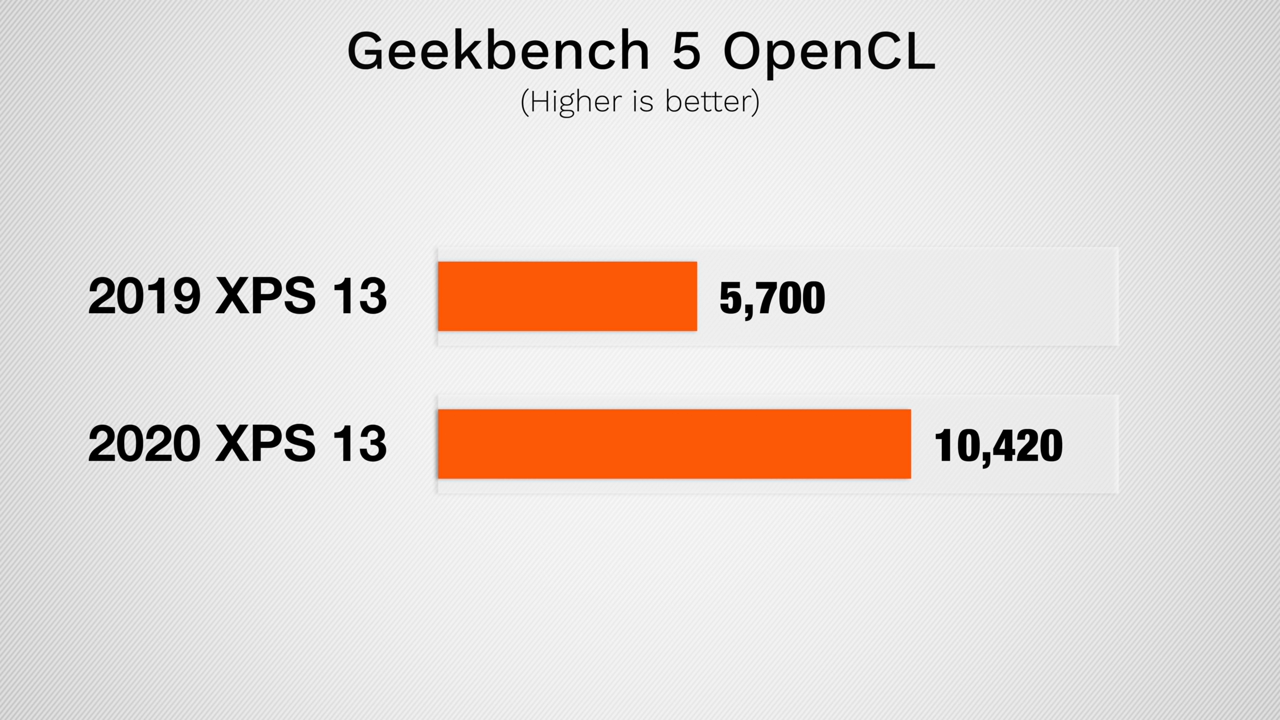 Geekbench 5 OpenCL
(Higher is better)
2019 XPS 13 5,700
2020 XPS 13 10,420